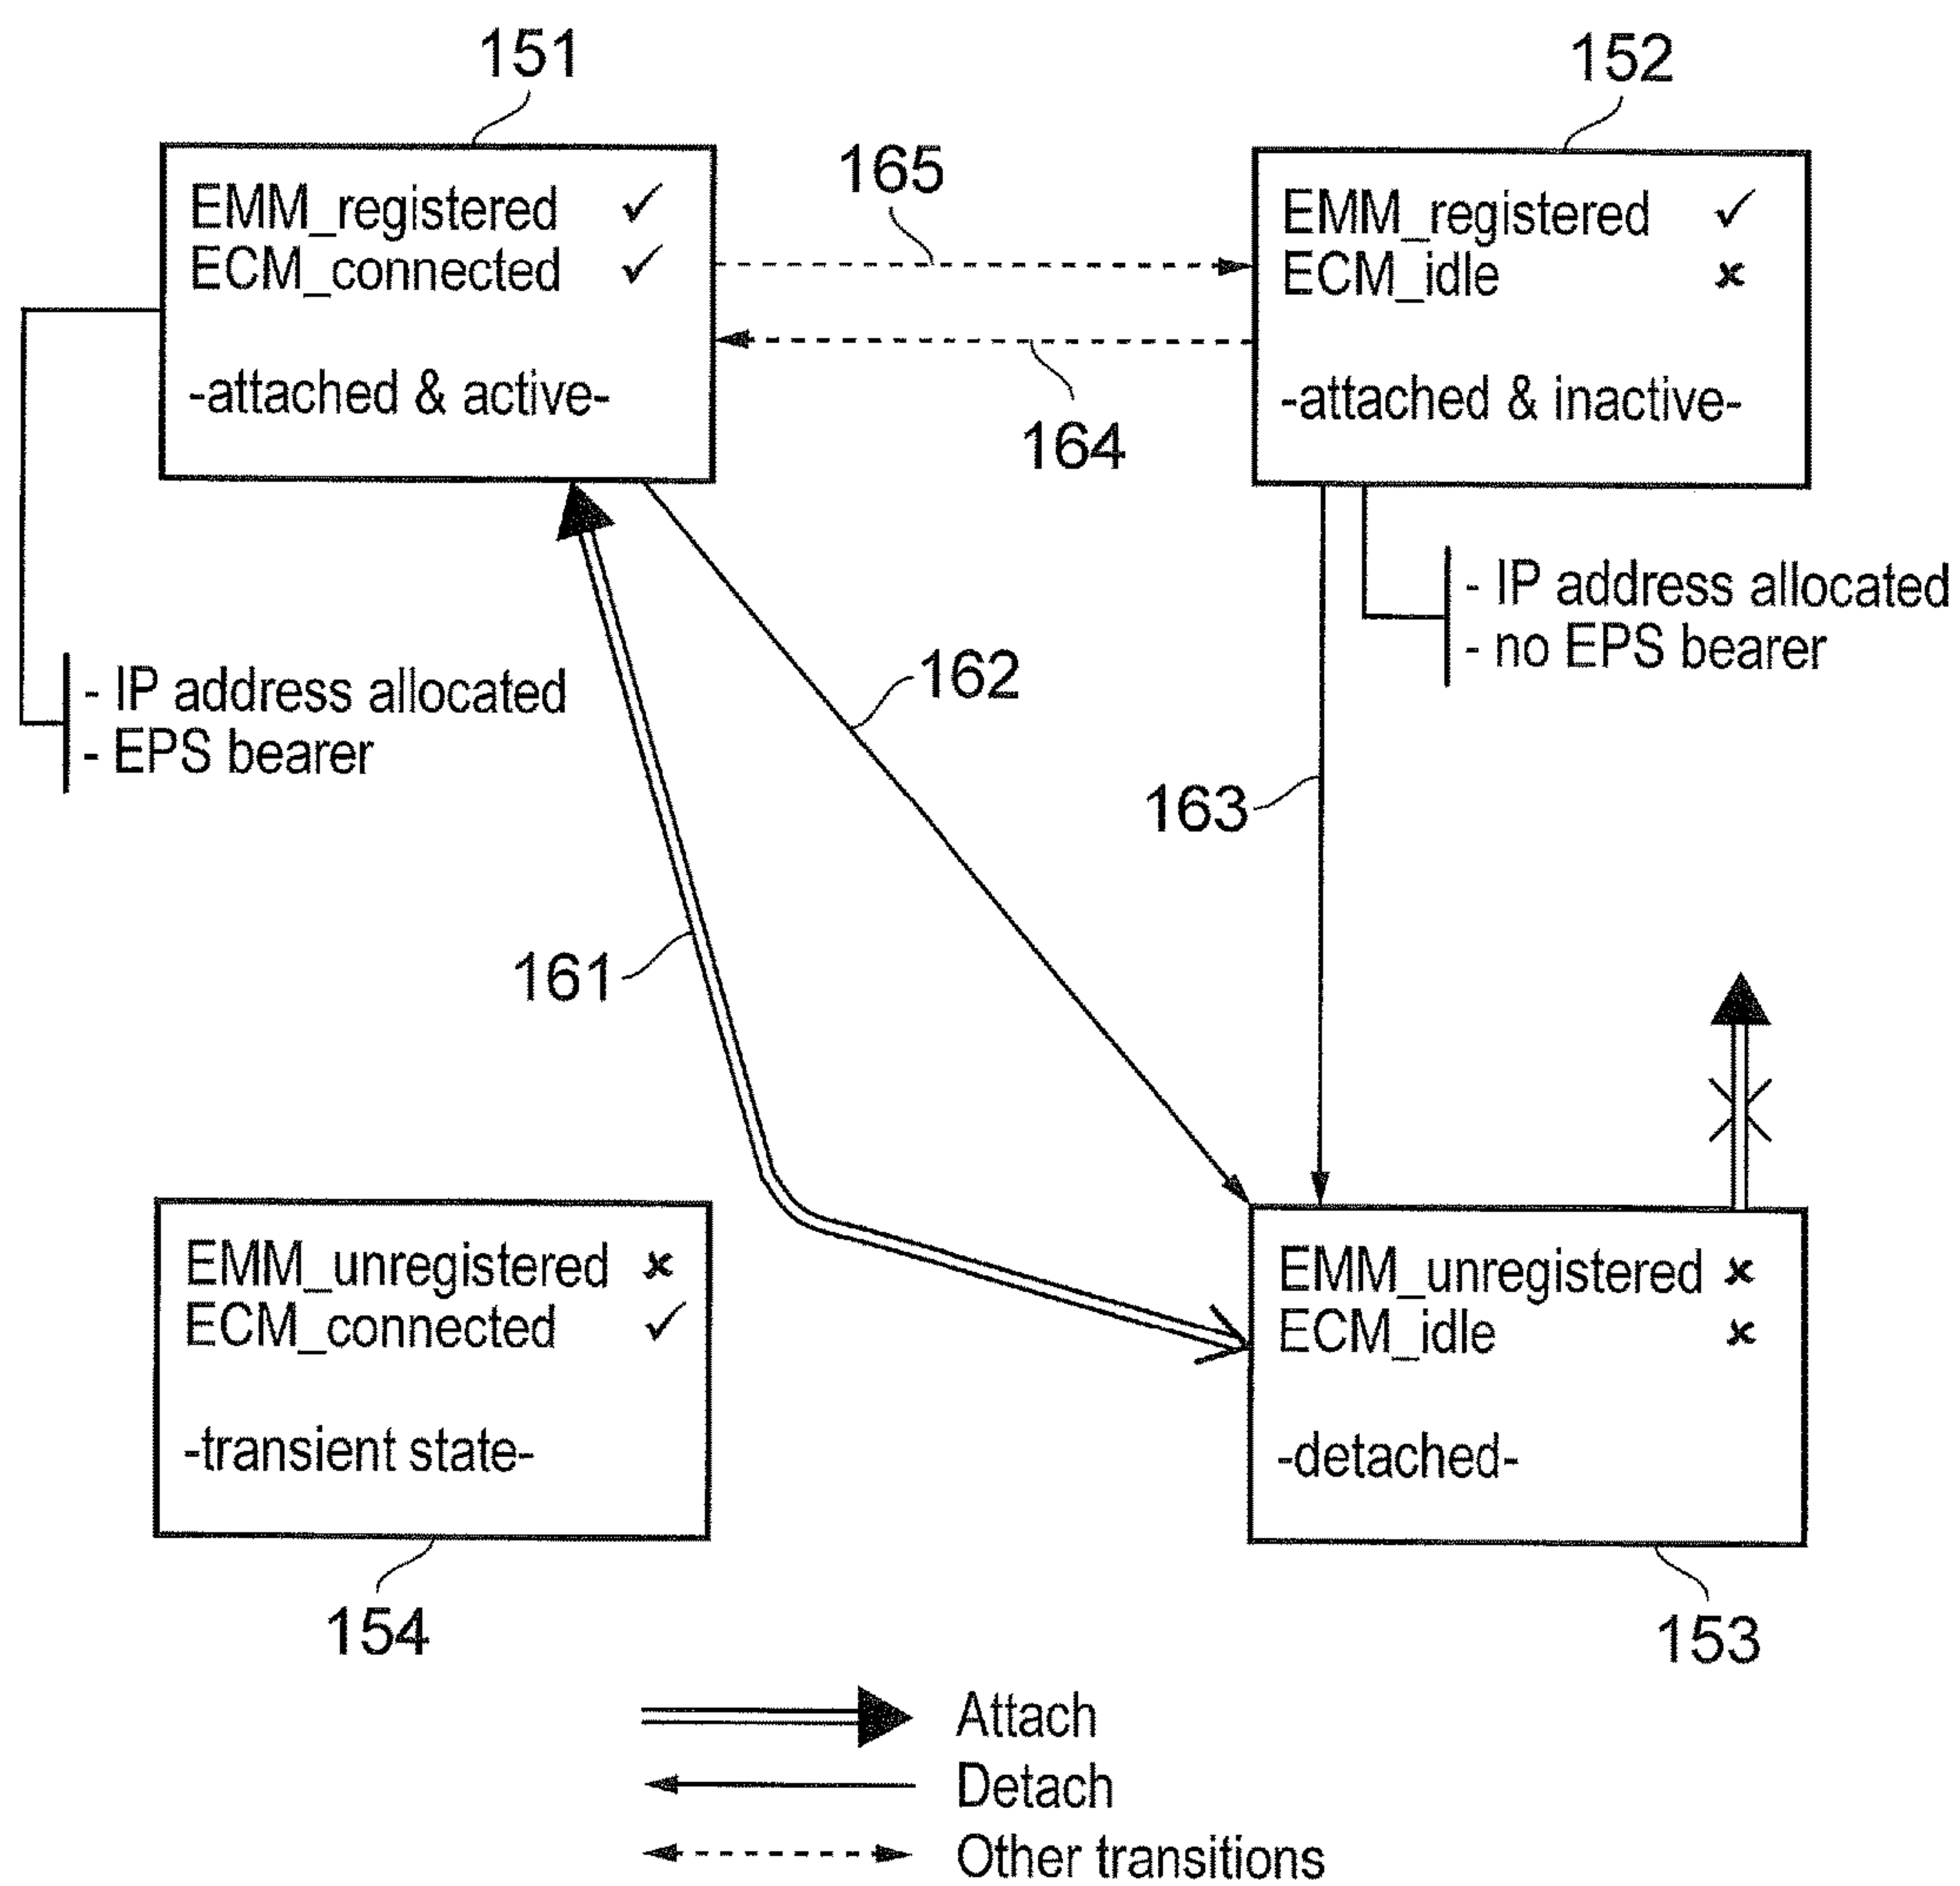 151
152
EMM_registered ✓
ECM_connected ✓
-attached & active-
165
164
EMM_registered ✓
ECM_idle ×
-attached & inactive-
- IP address allocated
- EPS bearer
162
- IP address allocated
- no EPS bearer
163
161
EMM_unregistered ×
ECM_connected ✓
-transient state-
154
EMM_unregistered ×
ECM_idle ×
-detached-
153
Attach
Detach
Other transitions